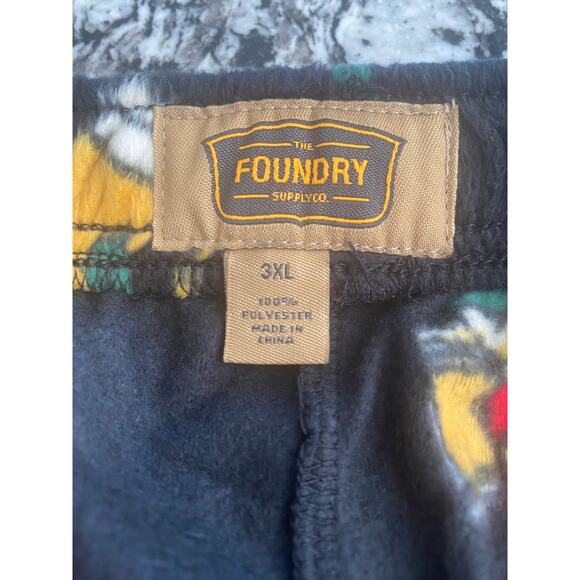 THE
FOUNDRY
SUPPLY CO.
3XL
100%
POLYESTER
MADE IN
CHINA